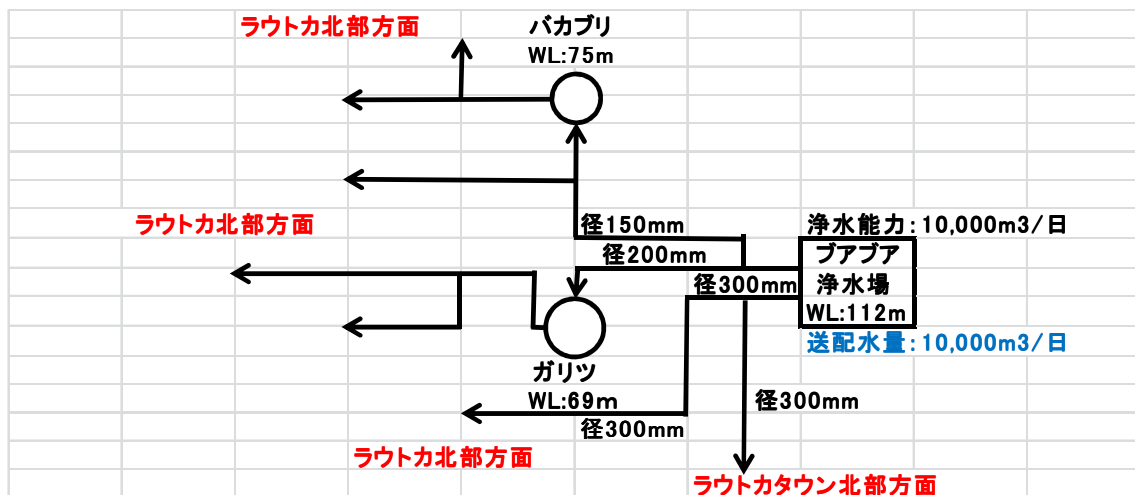 ラウトカ北部方面
バカブリ
WL:75m
ラウトカ北部方面
径150mm
浄水能力：10,000m3/日
径200mm
ブアブア
径300mm
浄水場
WL:112m
送配水量：10,000m3/日
ガリツ
WL:69m
径300mm
径300mm
ラウトカ北部方面
ラウトカタウン北部方面